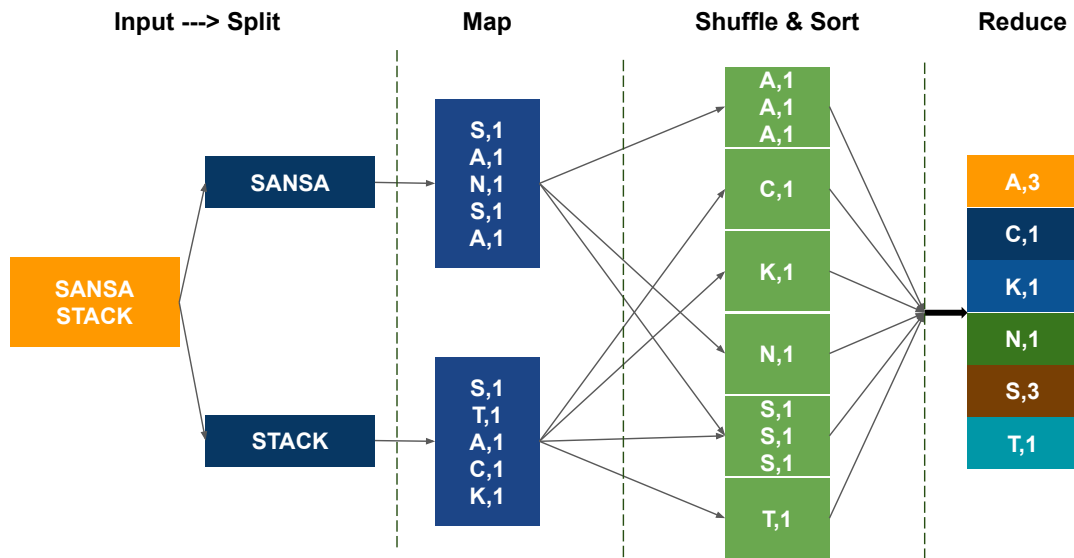 Input ---> Split
Map
Shuffle & Sort
Reduce
SANSA
STACK
SANSA
STACK
S,1
A,1
N,1
S,1
A,1
S,1
T,1
A,1
C,1
K,1
A,1
A,1
A,1
C,1
K,1
N,1
S,1
S,1
S,1
T,1
A,3
C,1
K,1
N,1
S,3
T,1